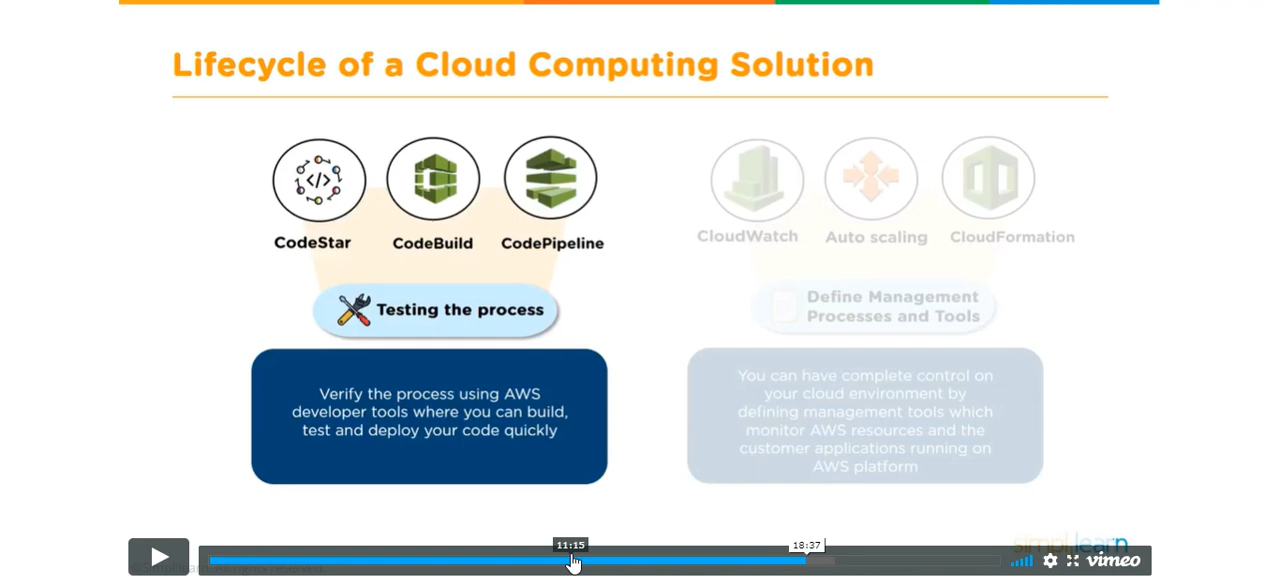 Lifecycle of a Cloud Computing Solution
CodeStar
CodeBuild
CodePipeline
CloudWatch
Auto scaling
CloudFormation
Testing the process
Define Management
Processes and Tools
Verify the process using AWS
developer tools where you can build,
test and deploy your code quickly
You can have complete control on
your cloud environment by
defining management tools which
monitor AWS resources and the
customer applications running on
AWS platform
11:15
18:37
simplilearn
vimeo